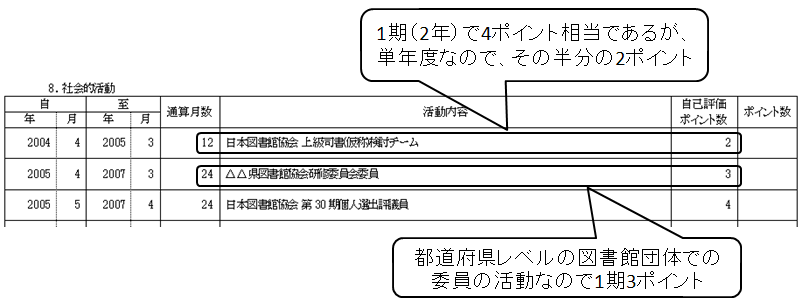 1期（2年）で4ポイント相当であるが、
単年度なので、その半分の2ポイント
8．社会的活動
自 至 通算月数 活動内容 自己評価 ポイント数 ポイント数
年 月 年 月
2004 4 2005 3 12 日本図書館協会 上級司書(仮称)検討チーム 2
2005 4 2007 3 24 △△県図書館協会研修委員会委員 3
2005 5 2007 4 24 日本図書館協会 第30期個人選出評議員 4
都道府県レベルの図書館団体での
委員の活動なので1期3ポイント